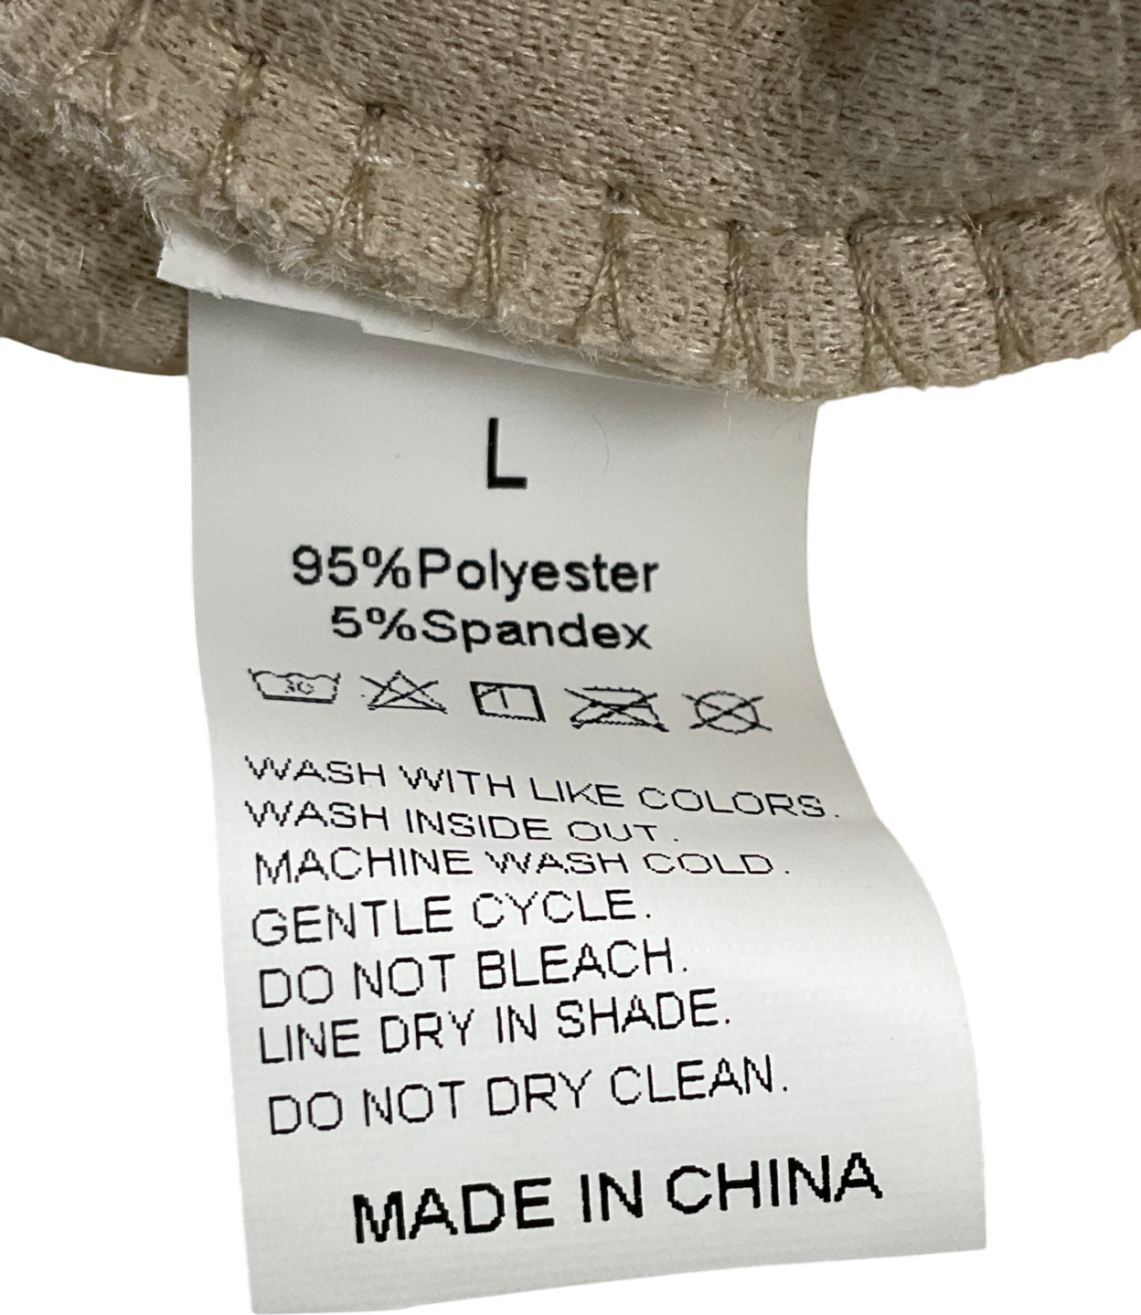 L
95%Polyester
5%Spandex
30
WASH WITH LIKE COLORS.
WASH INSIDE OUT.
MACHINE WASH COLD.
GENTLE CYCLE.
DO NOT BLEACH.
LINE DRY IN SHADE.
DO NOT DRY CLEAN.
MADE IN CHINA